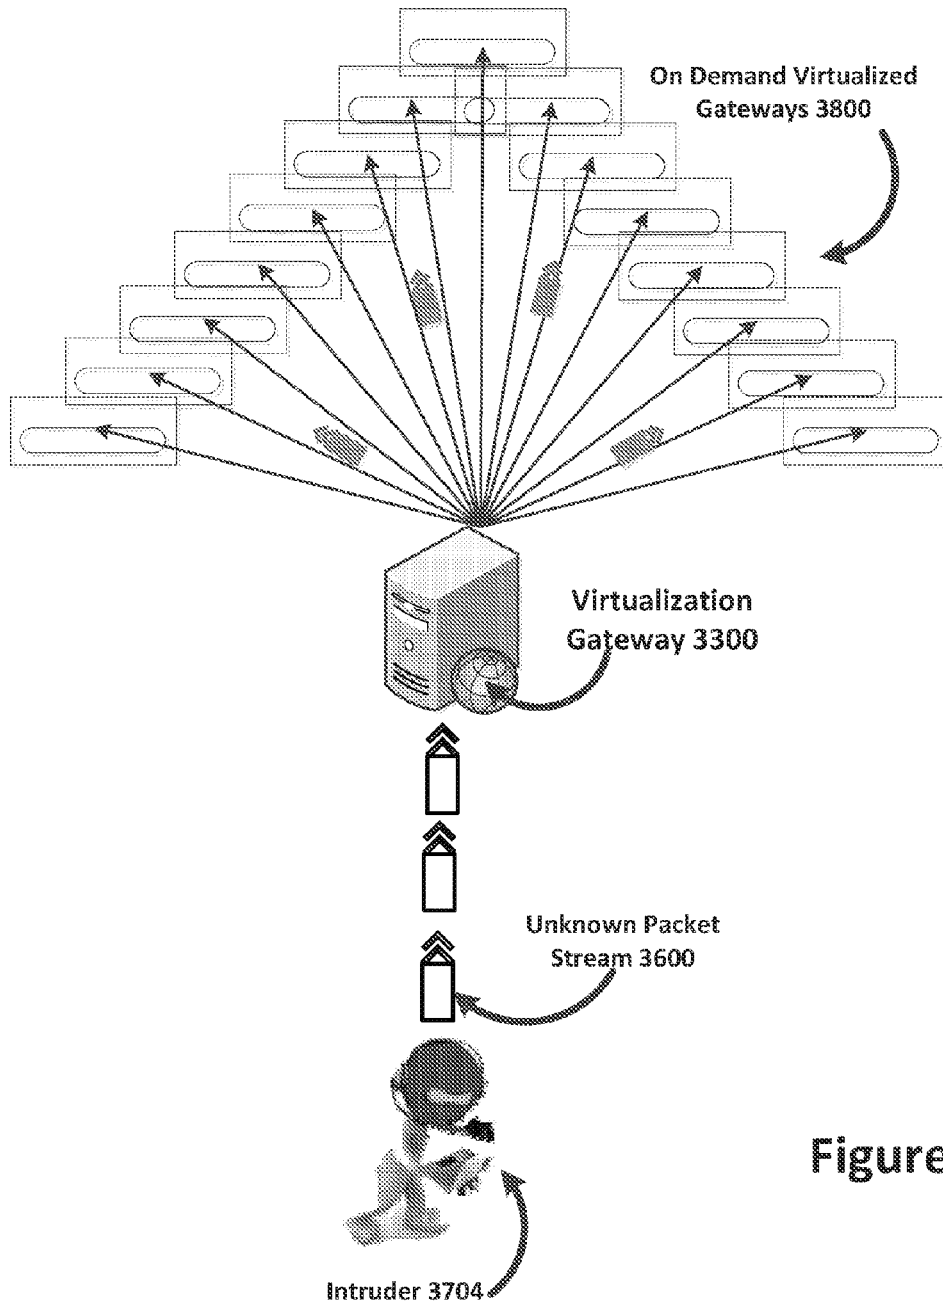 On Demand Virtualized
Gateways 3800
Virtualization
Gateway 3300
Unknown Packet
Stream 3600
Figure
Intruder 3704